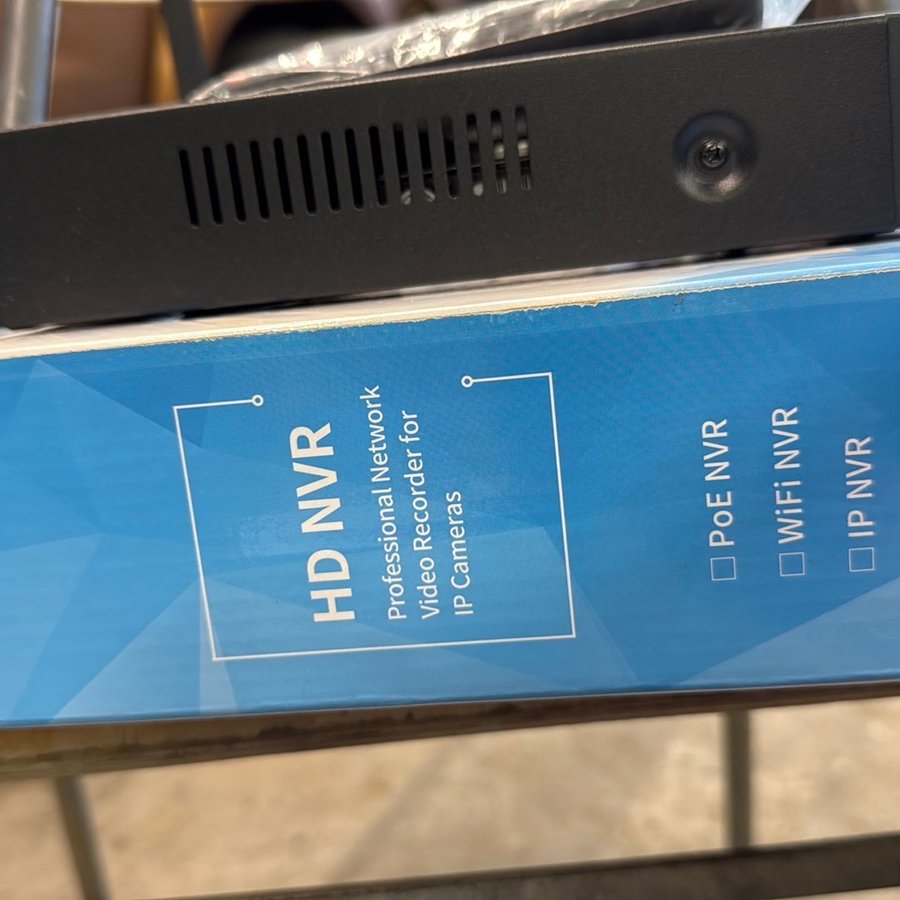 HD NVR
Professional Network
Video Recorder for
IP Cameras
☐ PoE NVR
☐ WiFi NVR
☐ IP NVR